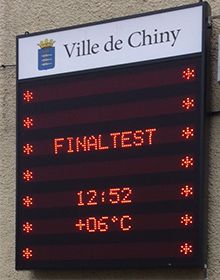 Ville de Chiny
FINALTEST
12:52
+06°C